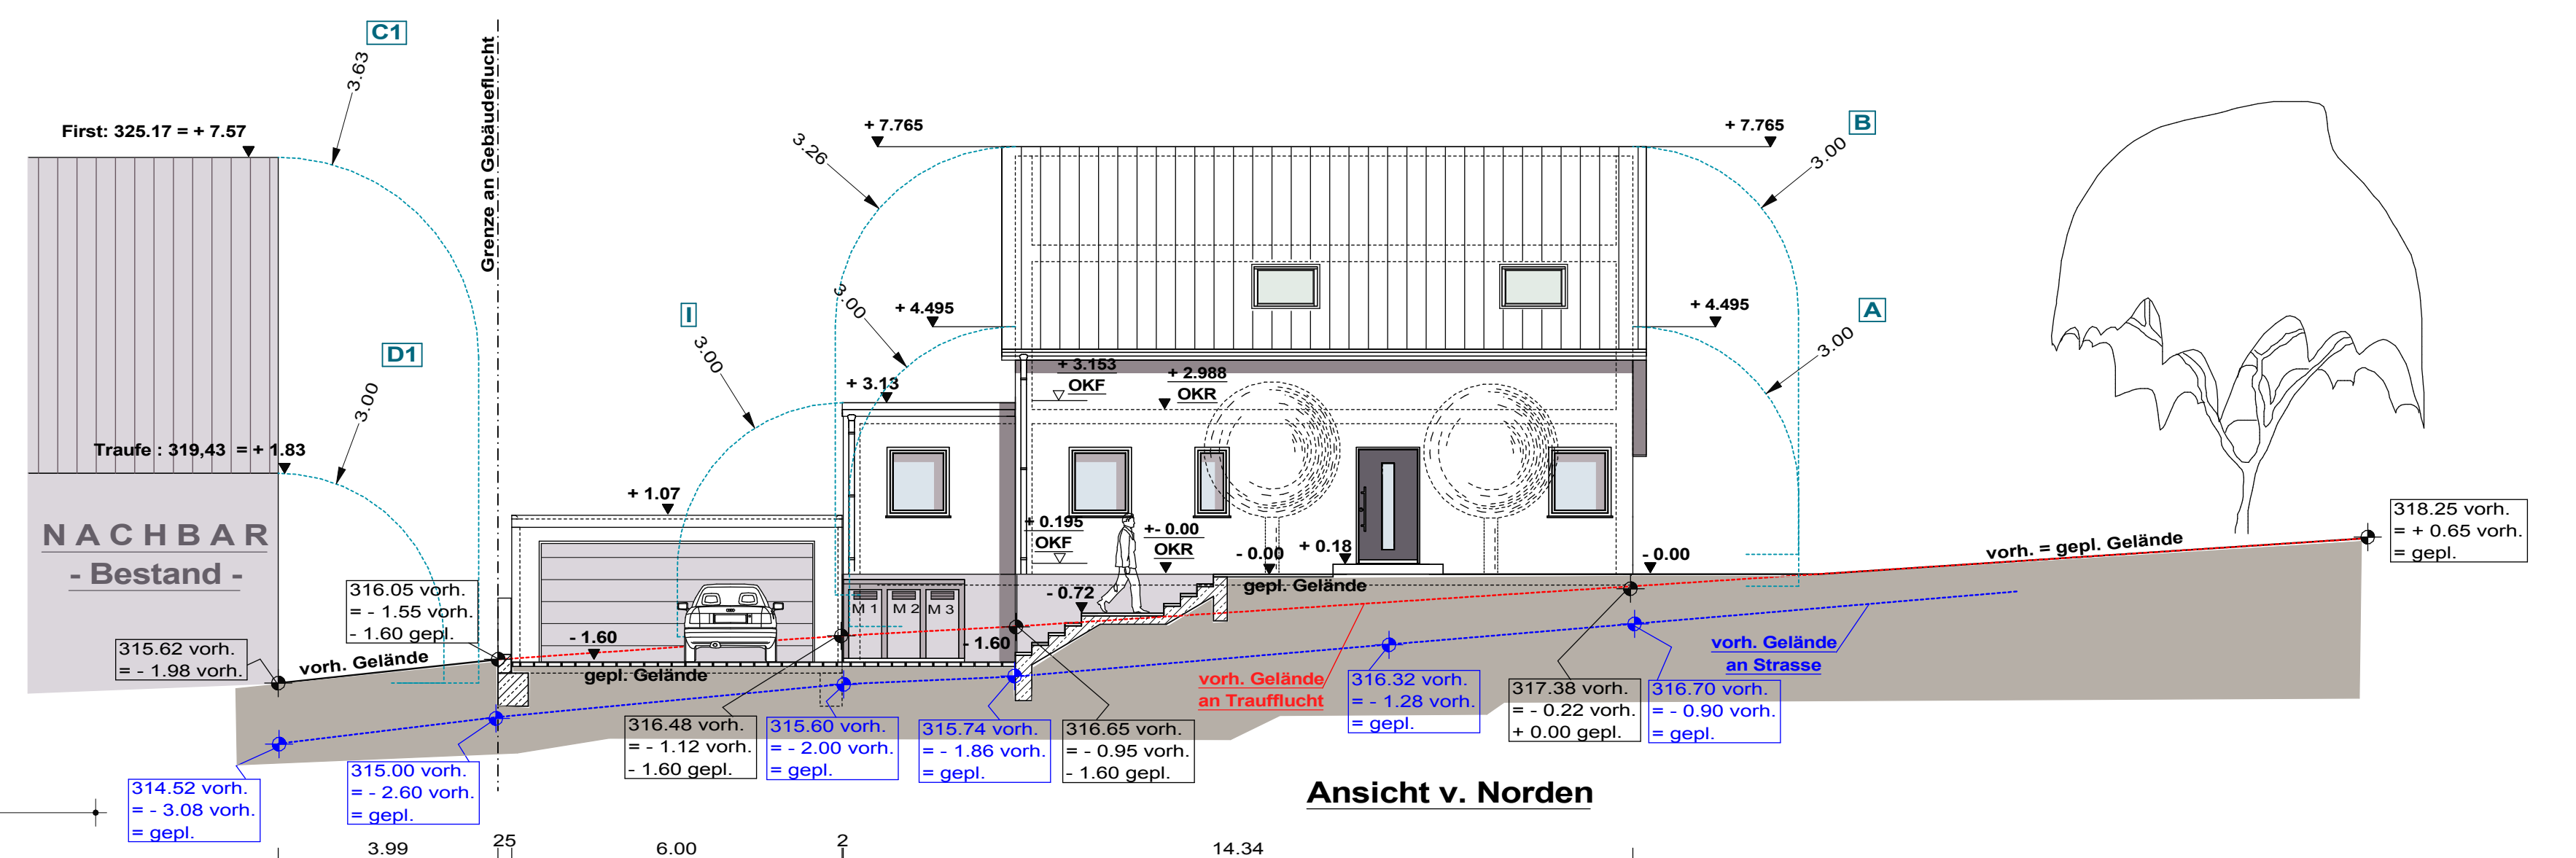 C1
3.63
Grenze an Gebäudeflucht
First: 325.17 = + 7.57
D1
3.00
Traufe : 319,43 = + 1.83
NACHBAR
- Bestand -
+ 7.765
3.26
+ 7.765
B
3.00
I
3.00
3.00
+ 4.495
+ 4.495
A
3.00
+ 3.13
+ 3.153
OKF
+ 2.988
OKR
+ 1.07
+ 0.195
OKF
+- 0.00
OKR
- 0.00
+ 0.18
- 0.00
gepl. Gelände
- 0.72
M 1
M 2
M 3
- 1.60
- 1.60
gepl. Gelände
vorh. Gelände
vorh. = gepl. Gelände
318.25 vorh.
= + 0.65 vorh.
= gepl.
316.05 vorh.
= - 1.55 vorh.
- 1.60 gepl.
315.62 vorh.
= - 1.98 vorh.
vorh. Gelände
an Strasse
vorh. Gelände
an Traufflucht
316.32 vorh.
= - 1.28 vorh.
= gepl.
317.38 vorh.
= - 0.22 vorh.
+ 0.00 gepl.
316.70 vorh.
= - 0.90 vorh.
= gepl.
316.48 vorh.
= - 1.12 vorh.
- 1.60 gepl.
315.60 vorh.
= - 2.00 vorh.
= gepl.
315.74 vorh.
= - 1.86 vorh.
= gepl.
316.65 vorh.
= - 0.95 vorh.
- 1.60 gepl.
314.52 vorh.
= - 3.08 vorh.
= gepl.
315.00 vorh.
= - 2.60 vorh.
= gepl.
Ansicht v. Norden
3.99
25
6.00
2
14.34